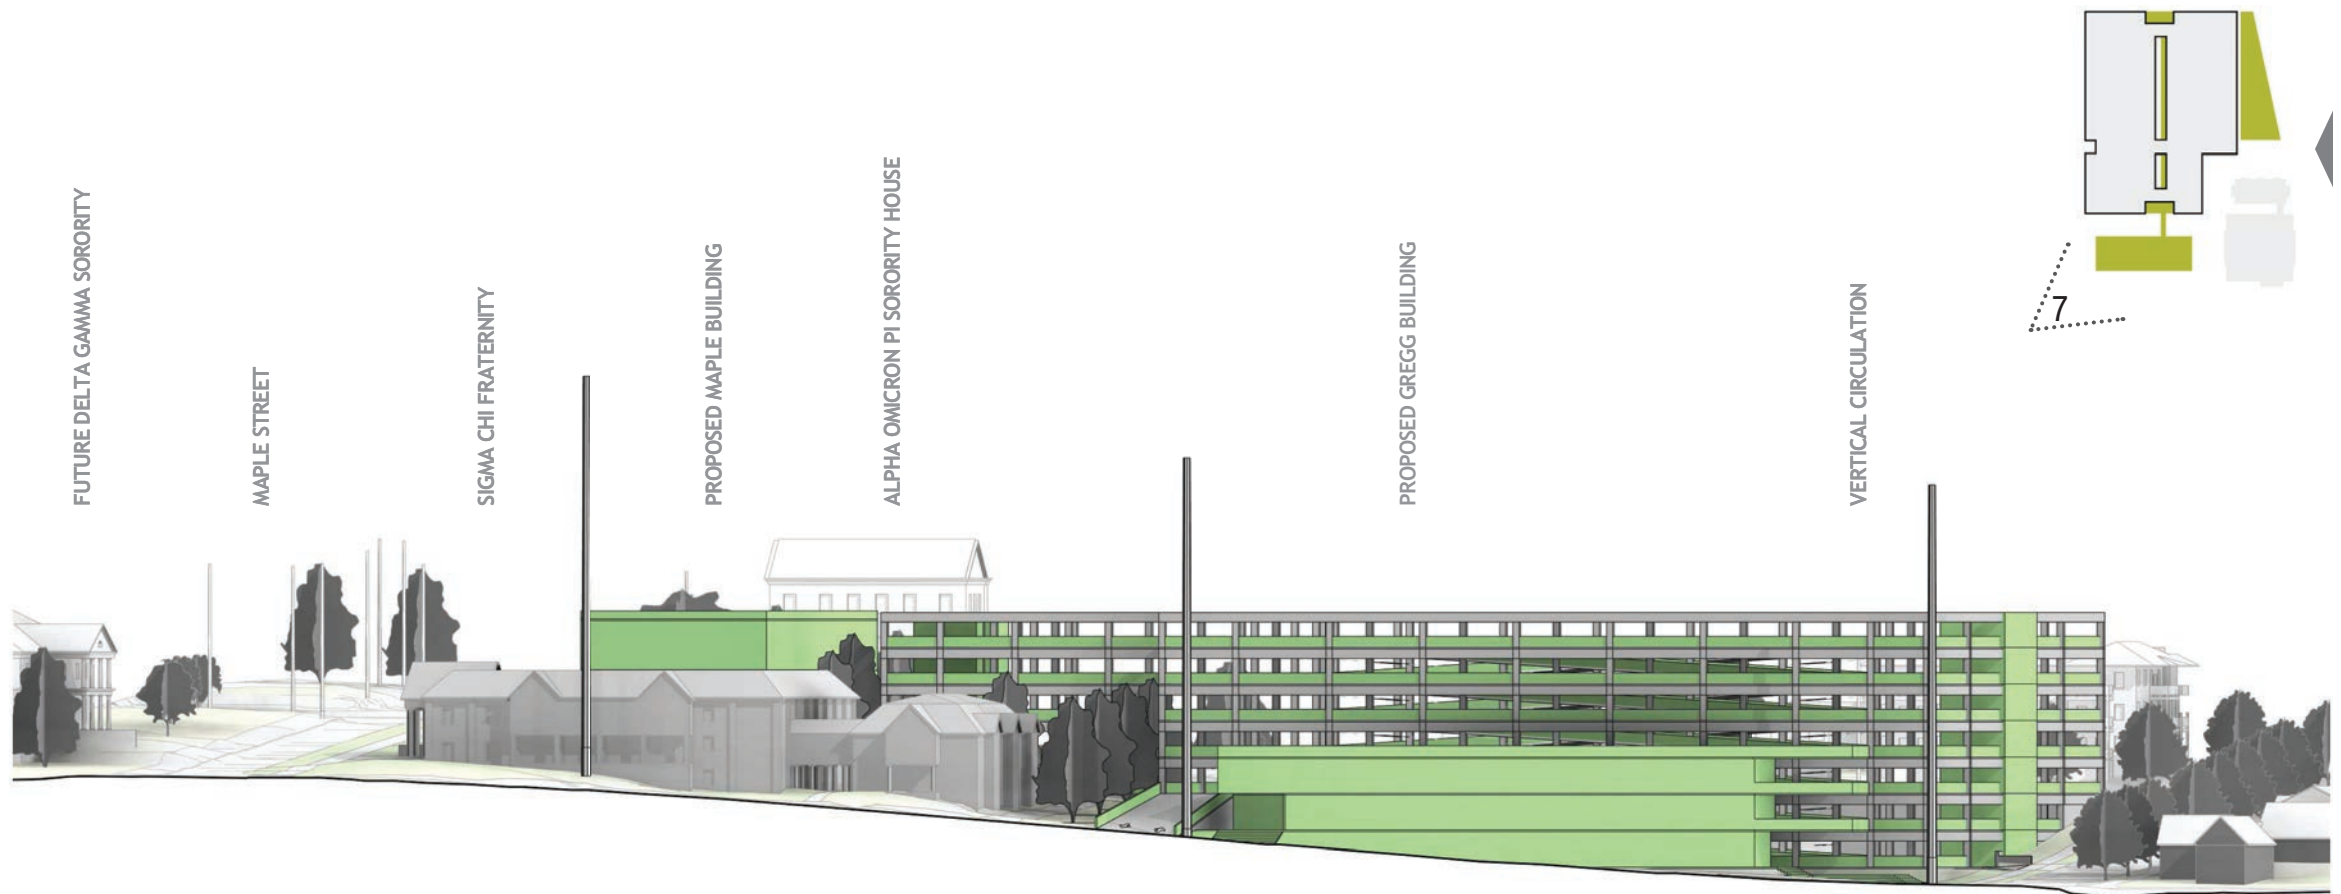 FUTURE DELTA GAMMA SORORITY
MAPLE STREET
SIGMA CHI FRATERNITY
PROPOSED MAPLE BUILDING
ALPHA OMICRON PI SORORITY HOUSE
PROPOSED GREGG BUILDING
VERTICAL CIRCULATION
7